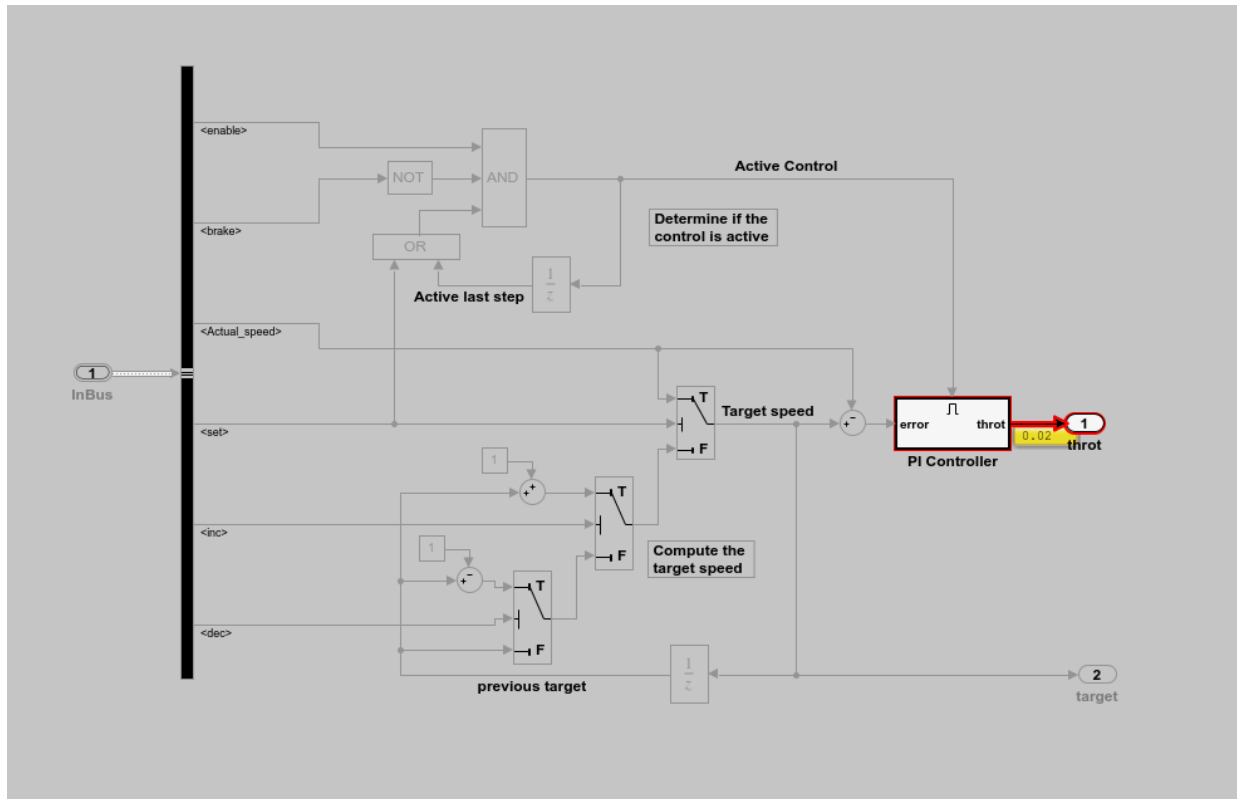 <enable>
NOT
AND
Active Control
<brake>
OR
Determine if the
control is active
1
z
Active last step
<Actual_speed>
1
InBus
T
F
Target speed
+
-
error
throt
PI Controller
0.02
1
throt
<set>
1
+
+
T
F
<inc>
Compute the
target speed
1
+
-
T
F
<dec>
1
z
previous target
2
target